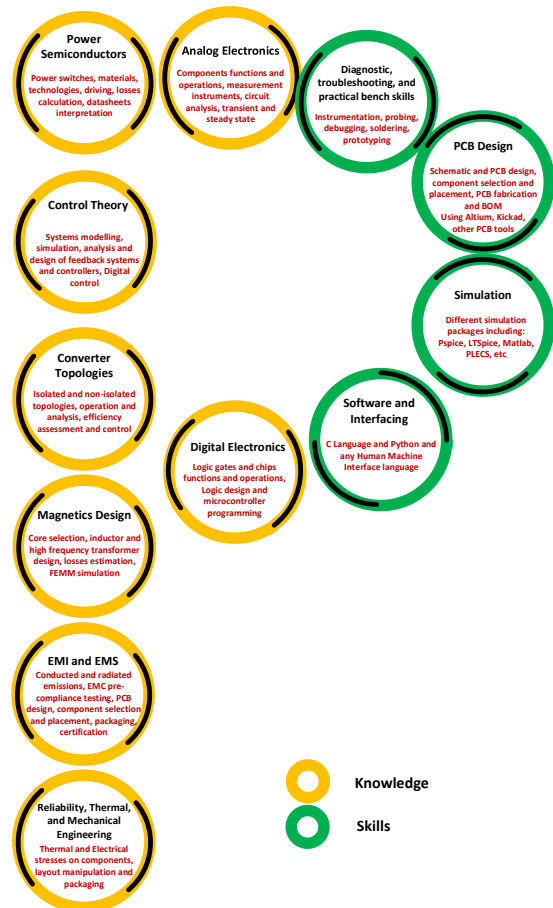 Power
Semiconductors
Power switches, materials,
technologies, driving, losses
calculation, datasheets
interpretation
Analog Electronics
Components functions and
operations, measurement
instruments, circuit
analysis, transient and
steady state
Diagnostic,
troubleshooting, and
practical bench skills
Instrumentation, probing,
debugging, soldering,
prototyping
PCB Design
Schematic and PCB design,
component selection and
placement, PCB fabrication
and BOM
Using Altium, Kickad,
other PCB tools
Control Theory
Systems modelling,
simulation, analysis and
design of feedback systems
and controllers, Digital
control
Simulation
Different simulation
packages including:
Pspice, LTSpice, Matlab,
PLECS, etc
Converter
Topologies
Isolated and non-isolated
topologies, operation and
analysis, efficiency
assessment and control
Software and
Interfacing
C Language and Python and
any Human Machine
Interface language
Digital Electronics
Logic gates and chips
functions and operations,
Logic design and
microcontroller
programming
Magnetics Design
Core selection, inductor and
high frequency transformer
design, losses estimation,
FEMM simulation
EMI and EMS
Conducted and radiated
emissions, EMC pre-
compliance testing, PCB
design, component selection
and placement, packaging,
certification
Reliability, Thermal,
and Mechanical
Engineering
Thermal and Electrical
stresses on components,
layout manipulation and
packaging
Knowledge
Skills